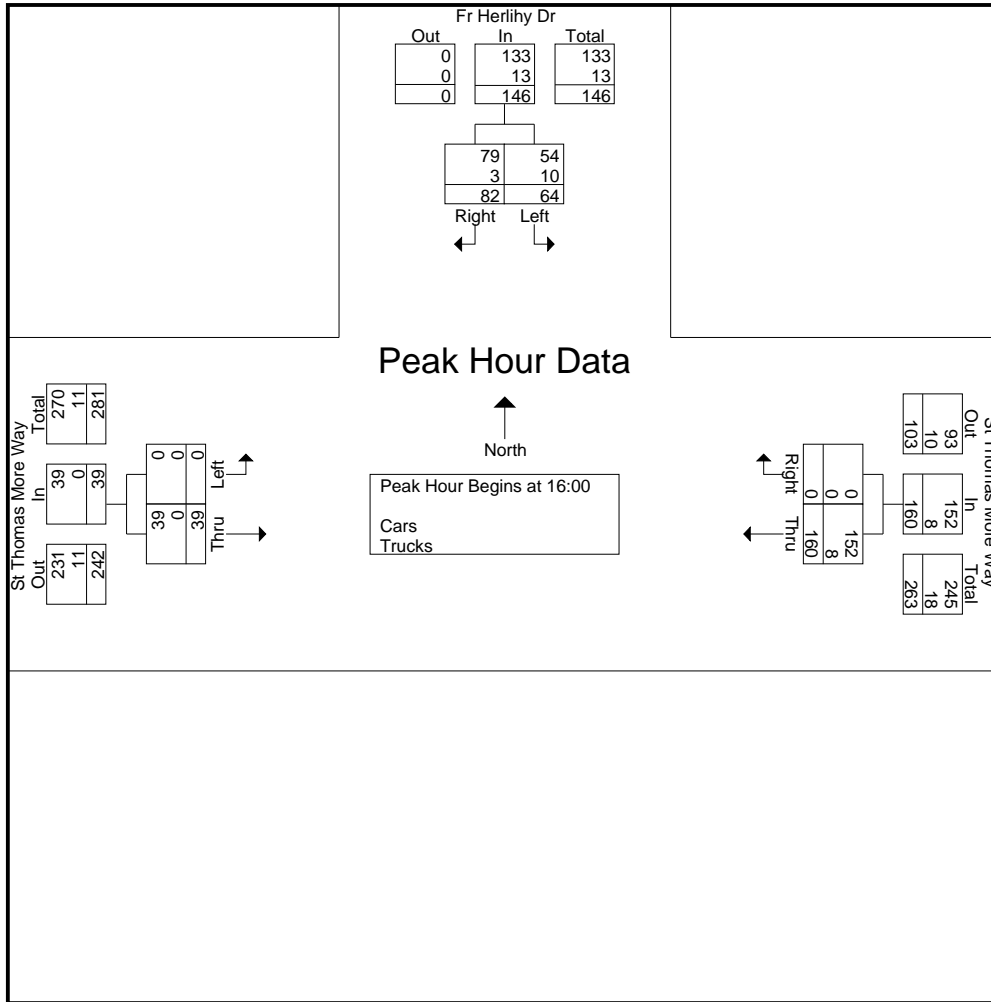 Fr Herlihy Dr
Out In Total
0 133 133
0 13 13
0 146 146
79 54
3 10
82 64
Right Left
Peak Hour Data
North
Peak Hour Begins at 16:00
Cars
Trucks
St Thomas More Way
Total In Out
270 39 231
11 0 11
281 39 242
0 39
0 0
0 39
Left Thru
St Thomas More Way
Out In Total
93 152 245
10 8 18
103 160 263
0 152
0 8
0 160
Right Thru